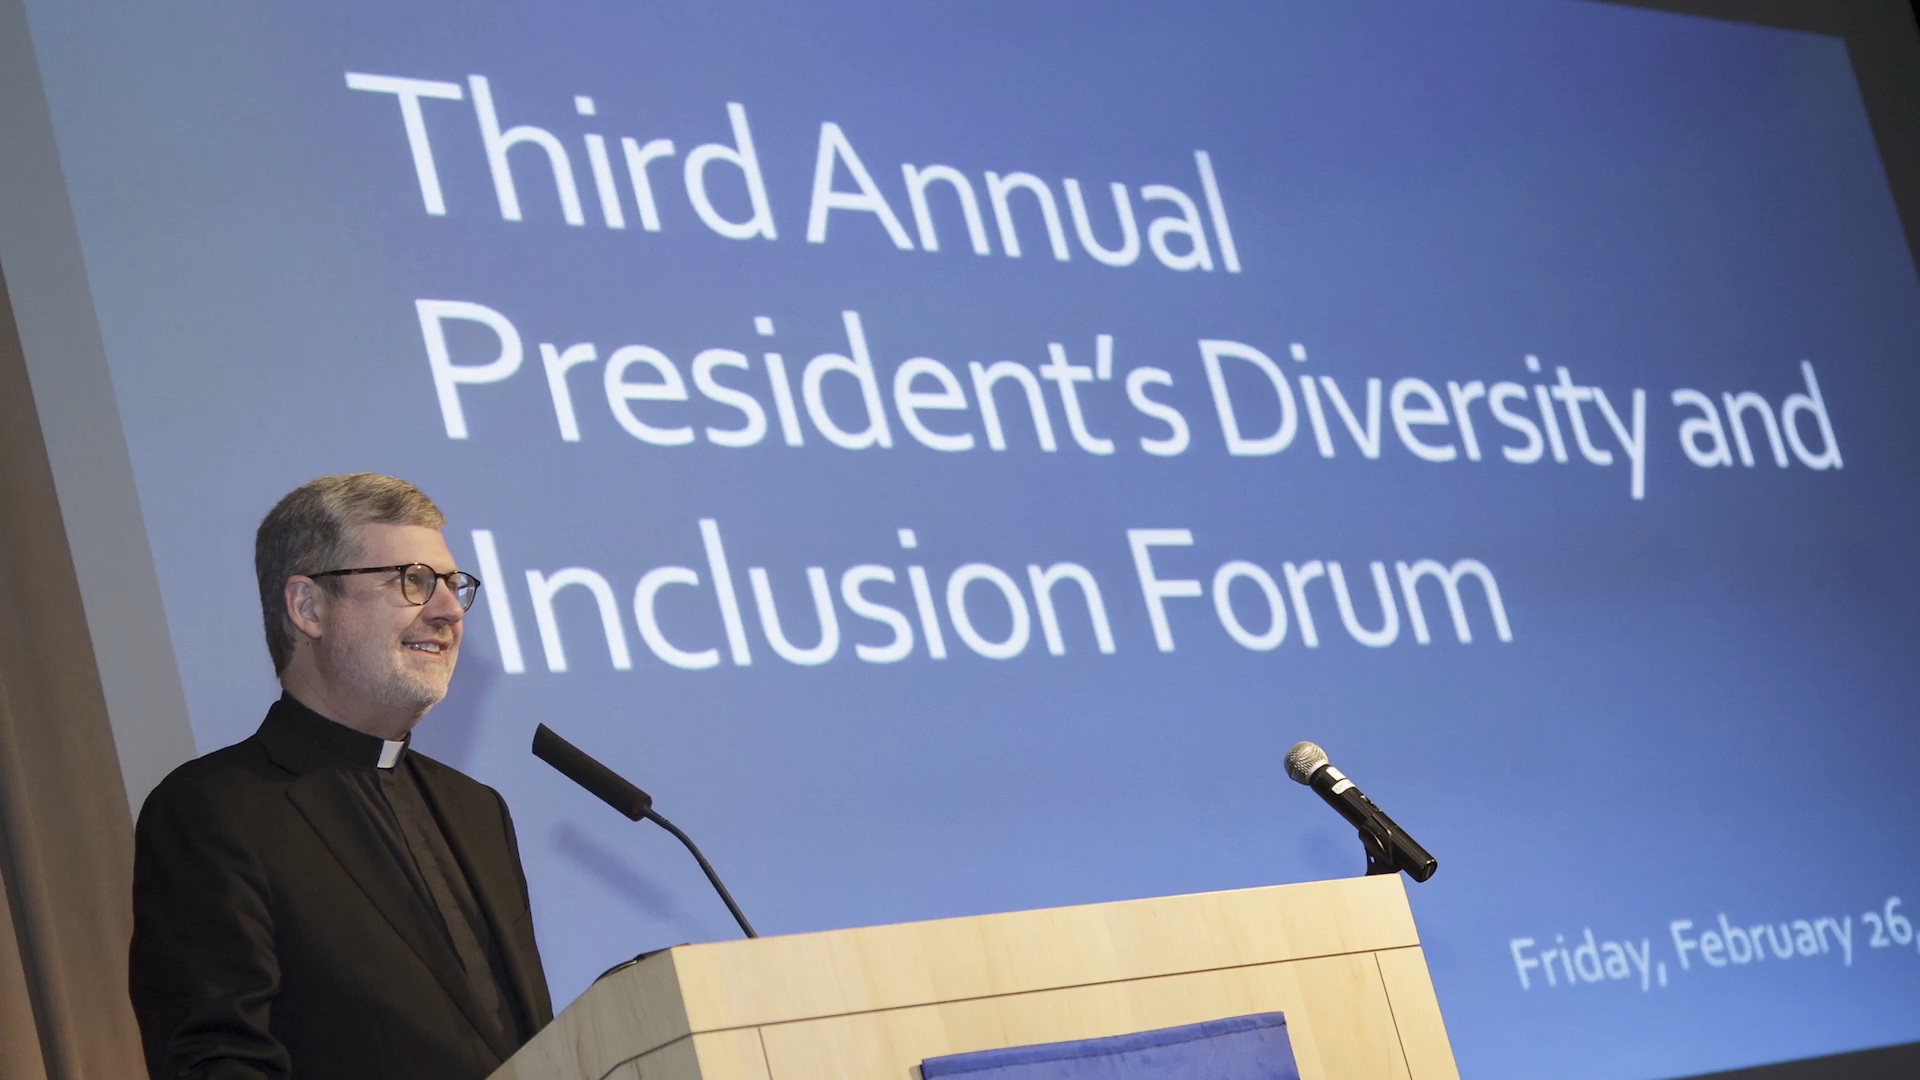 Third Annual
President’s Diversity and
Inclusion Forum
Friday, February 26,